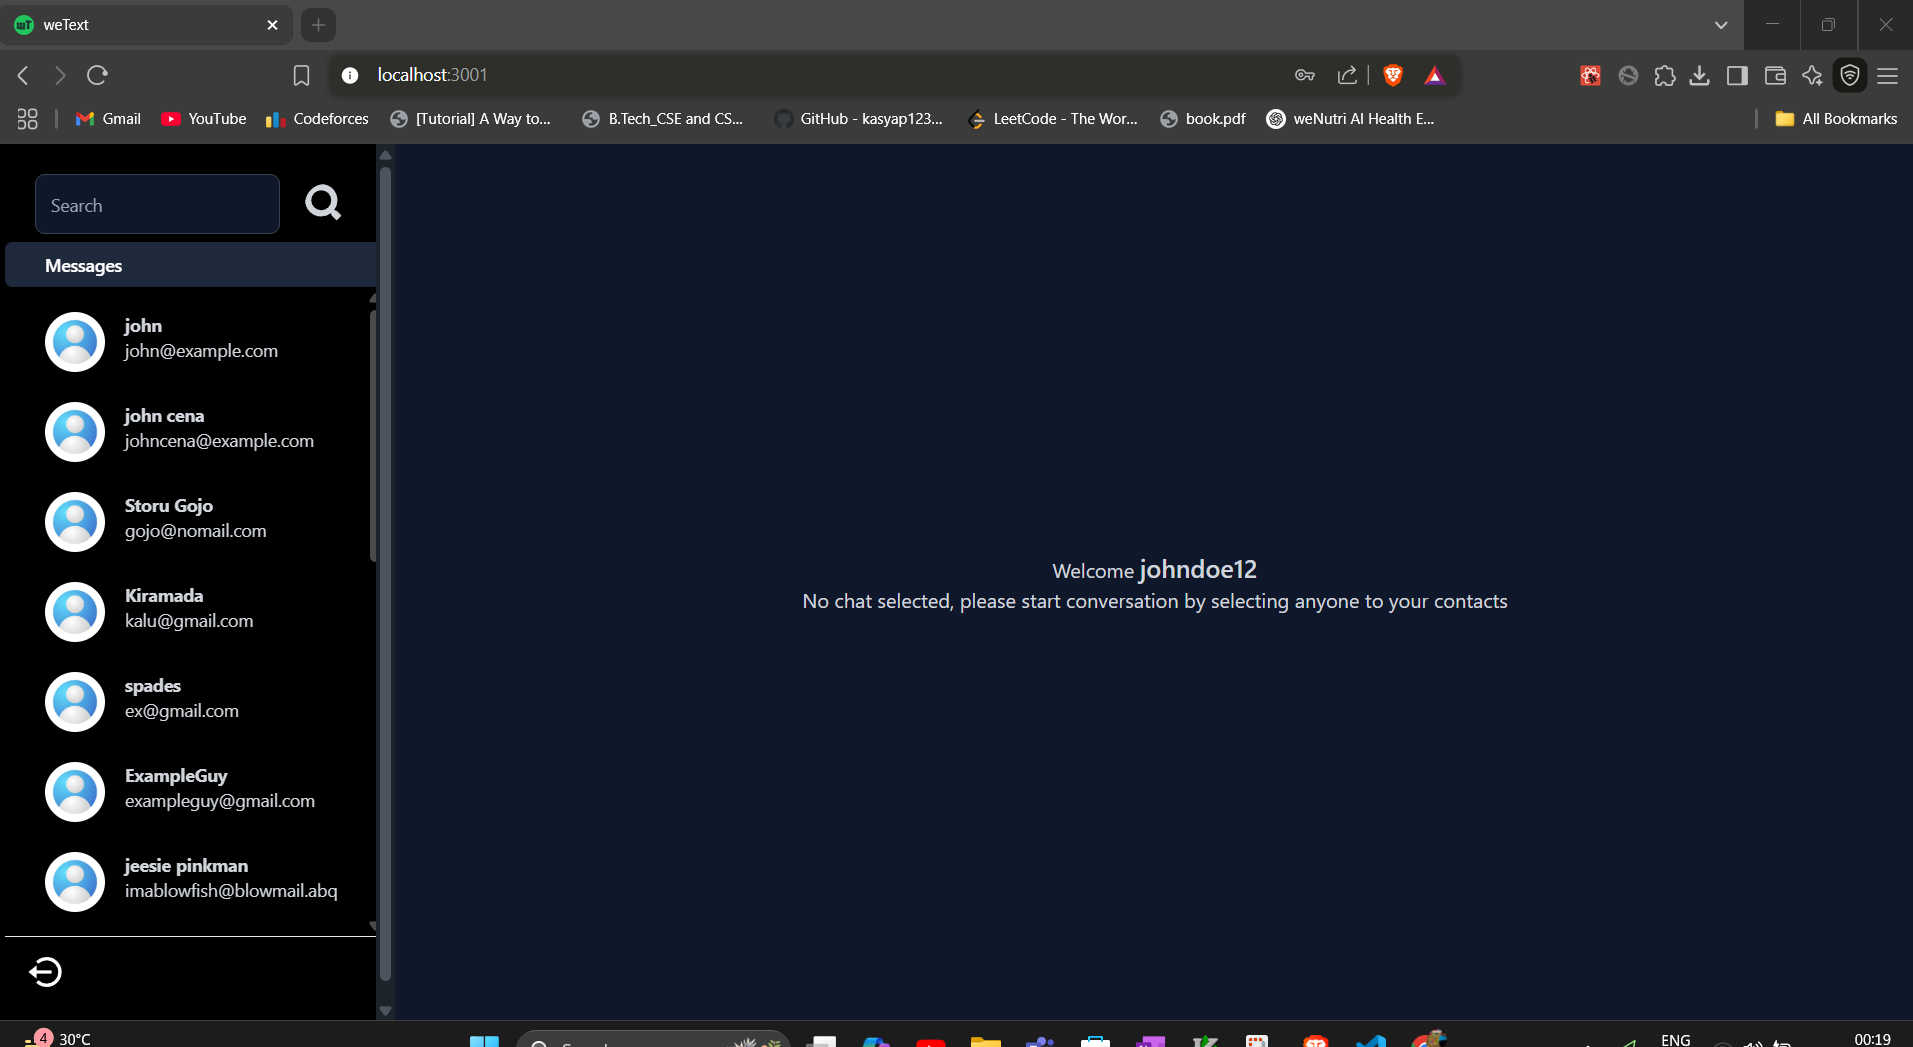 weText
localhost:3001
Gmail
YouTube
Codeforces
[Tutorial] A Way to...
B.Tech_CSE and CS...
GitHub - kasyap123...
LeetCode - The Wor...
book.pdf
weNutri AI Health E...
All Bookmarks
Search
Messages
john
john@example.com
john cena
johncena@example.com
Storu Gojo
gojo@nomail.com
Kiramada
kalu@gmail.com
spades
ex@gmail.com
ExampleGuy
exampleguy@gmail.com
jeesie pinkman
imablowfish@blowmail.abq
Welcome johndoe12
No chat selected, please start conversation by selecting anyone to your contacts
4
30°C
ENG
00:19